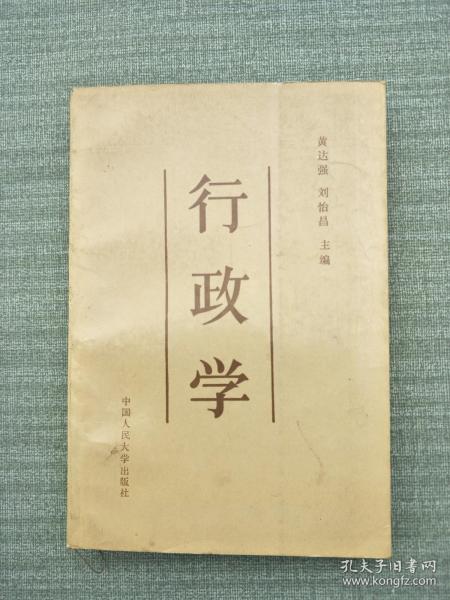 黄达强 刘怡昌 主编
行政学
中国人民大学出版社
孔夫子旧书网
www.kongfz.com